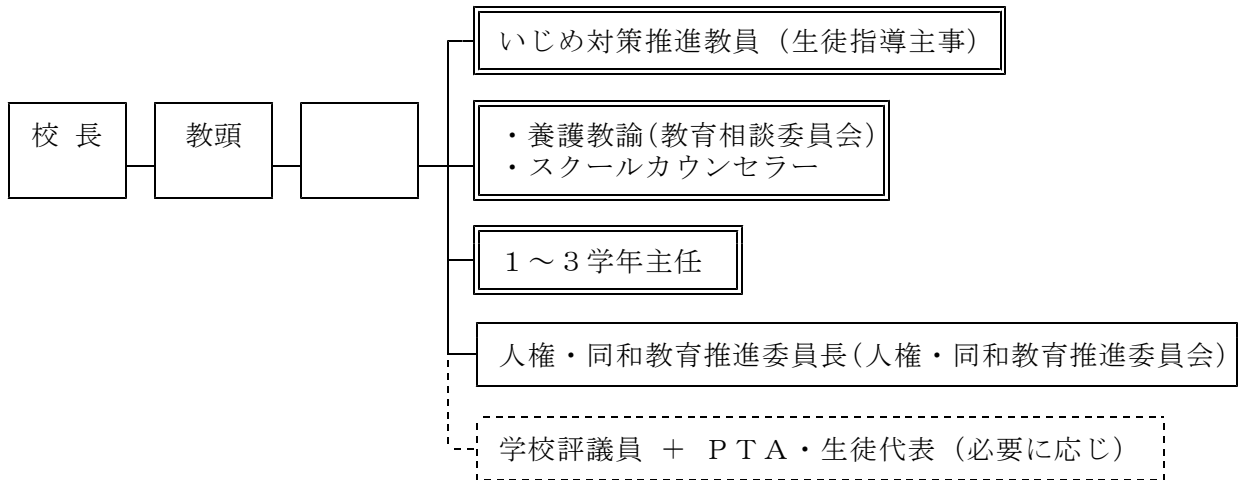 いじめ対策推進教員（生徒指導主事）
校 長
教頭
・養護教諭(教育相談委員会)
・スクールカウンセラー
１～３学年主任
人権・同和教育推進委員長(人権・同和教育推進委員会)
学校評議員 ＋ ＰＴＡ・生徒代表（必要に応じ）